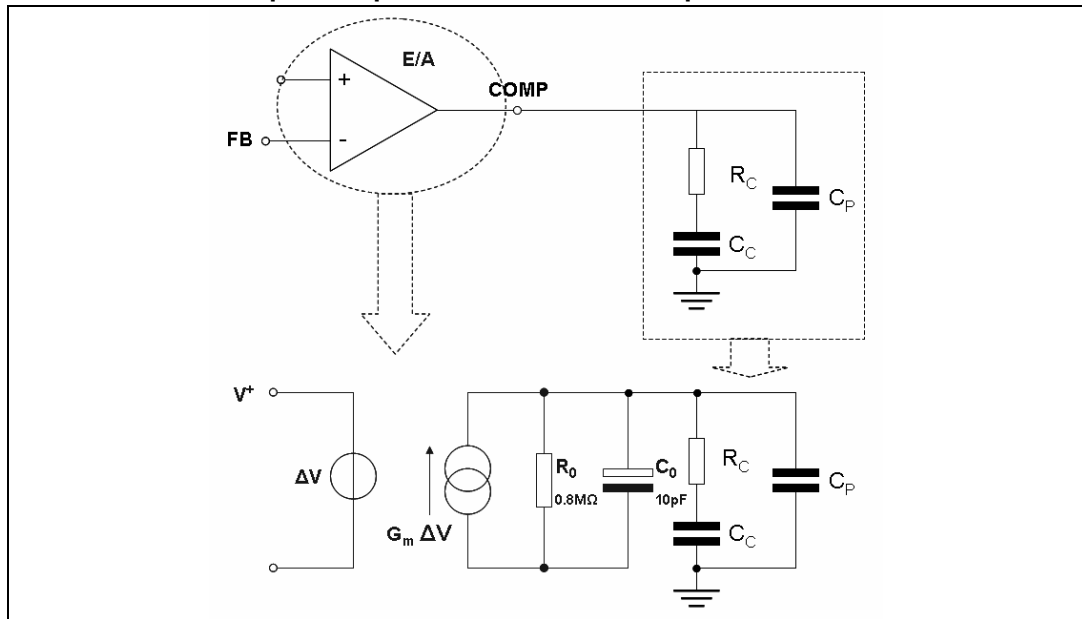 E/A
+
COMP
FB
-
R_C
C_P
C_C
V⁺
ΔV
G_m ΔV
R_0
0.8MΩ
C_0
10pF
R_C
C_C
C_P